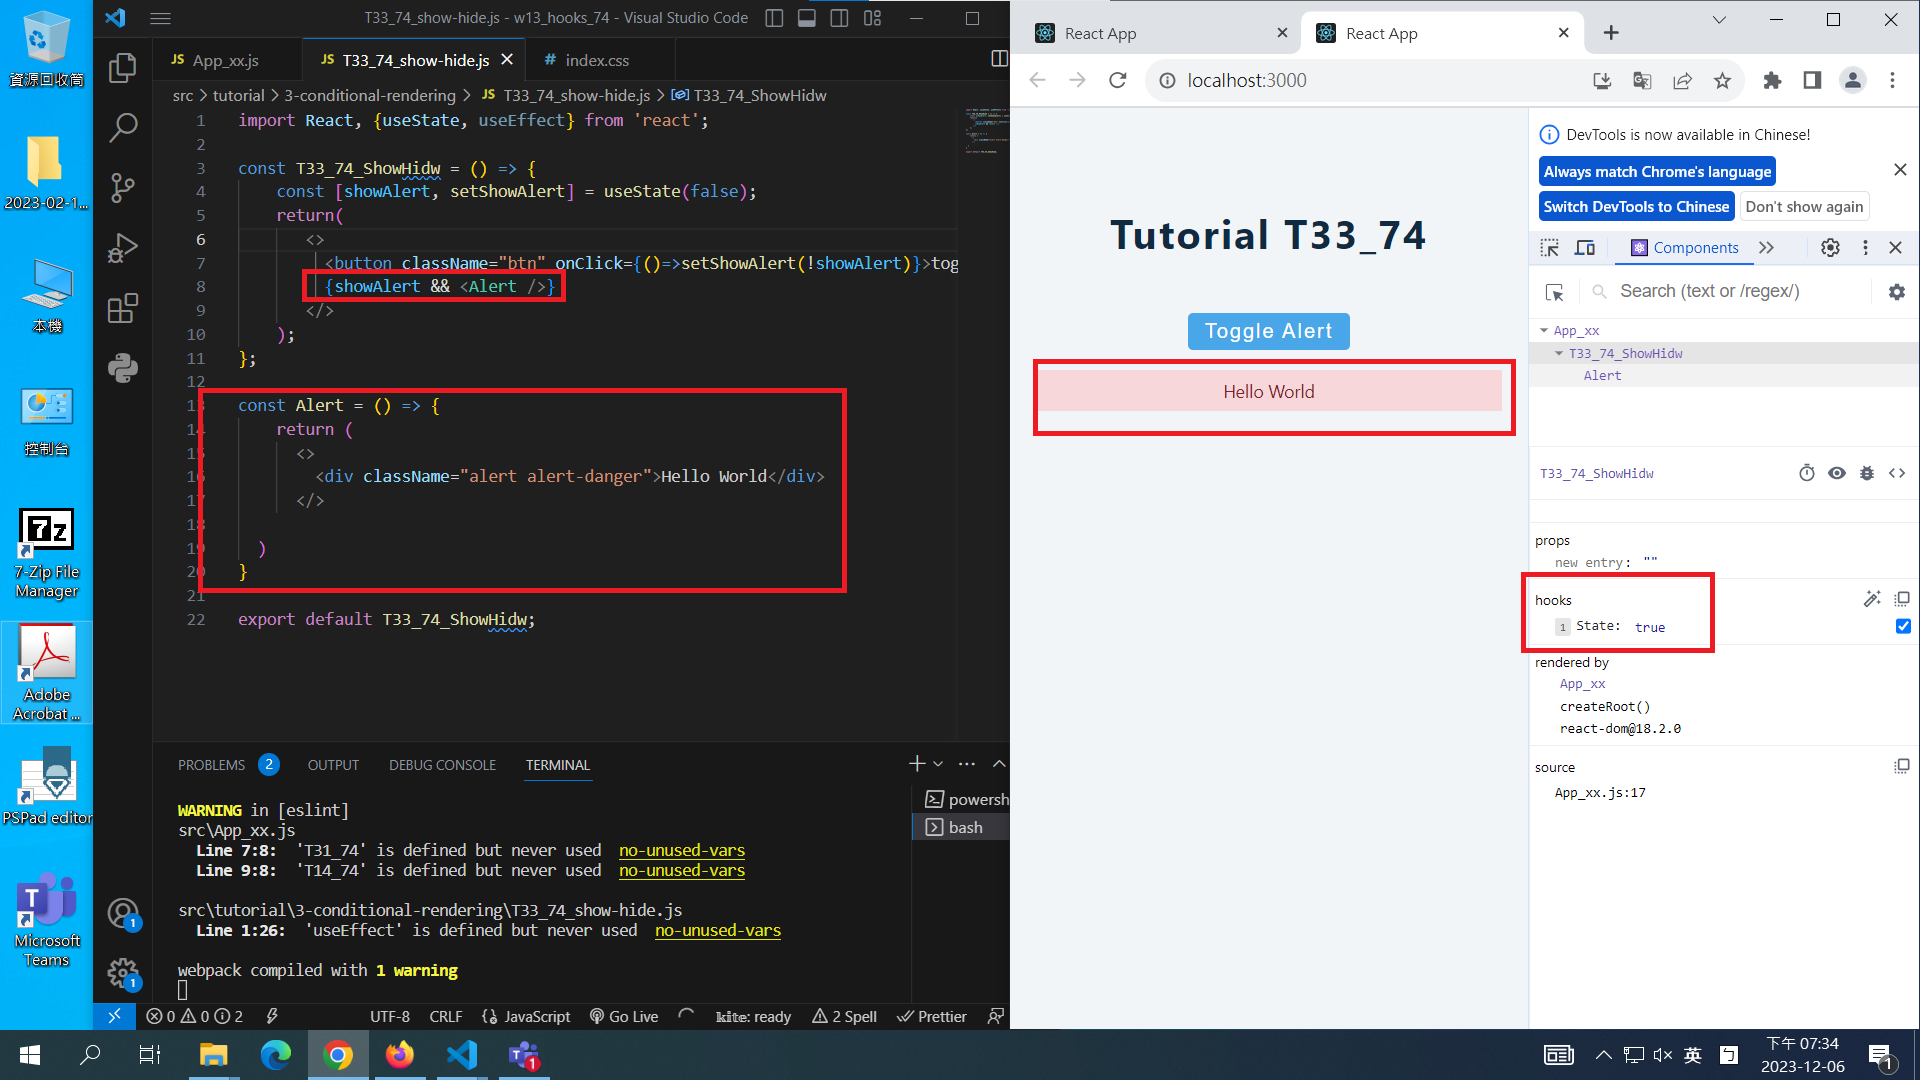 資源回收筒
2023-02-1...
本機
控制台
7-Zip File
Manager
Adobe
Acrobat ...
PSPad editor
Microsoft
Teams
T33_74_show-hide.js - w13_hooks_74 - Visual Studio Code
JS App_xx.js
JS T33_74_show-hide.js
# index.css
src > tutorial > 3-conditional-rendering > JS T33_74_show-hide.js > T33_74_ShowHidw
1 import React, {useState, useEffect} from 'react';
2
3 const T33_74_ShowHidw = () => {
4 const [showAlert, setShowAlert] = useState(false);
5 return(
6 <>
7 <button className="btn" onClick={()=>setShowAlert(!showAlert)}>tog
8 {showAlert && <Alert />}
9 </>
10 );
11 };
12
13 const Alert = () => {
14 return (
15 <>
16 <div className="alert alert-danger">Hello World</div>
17 </>
18
19 )
20 }
21
22 export default T33_74_ShowHidw;
PROBLEMS 2 OUTPUT DEBUG CONSOLE TERMINAL
WARNING in [eslint]
src\App_xx.js
Line 7:8: 'T31_74' is defined but never used no-unused-vars
Line 9:8: 'T14_74' is defined but never used no-unused-vars
src\tutorial\3-conditional-rendering\T33_74_show-hide.js
Line 1:26: 'useEffect' is defined but never used no-unused-vars
webpack compiled with 1 warning
powersh
bash
1
1
0 0 2 UTF-8 CRLF JavaScript Go Live kite: ready 2 Spell Prettier
React App
React App
localhost:3000
Tutorial T33_74
Toggle Alert
Hello World
DevTools is now available in Chinese!
Always match Chrome's language
Switch DevTools to Chinese Don't show again
Components
Search (text or /regex/)
App_xx
T33_74_ShowHidw
Alert
T33_74_ShowHidw
props
new entry: ""
hooks
1 State: true
rendered by
App_xx
createRoot()
react-dom@18.2.0
source
App_xx.js:17
1
英
下午 07:34
2023-12-06
1